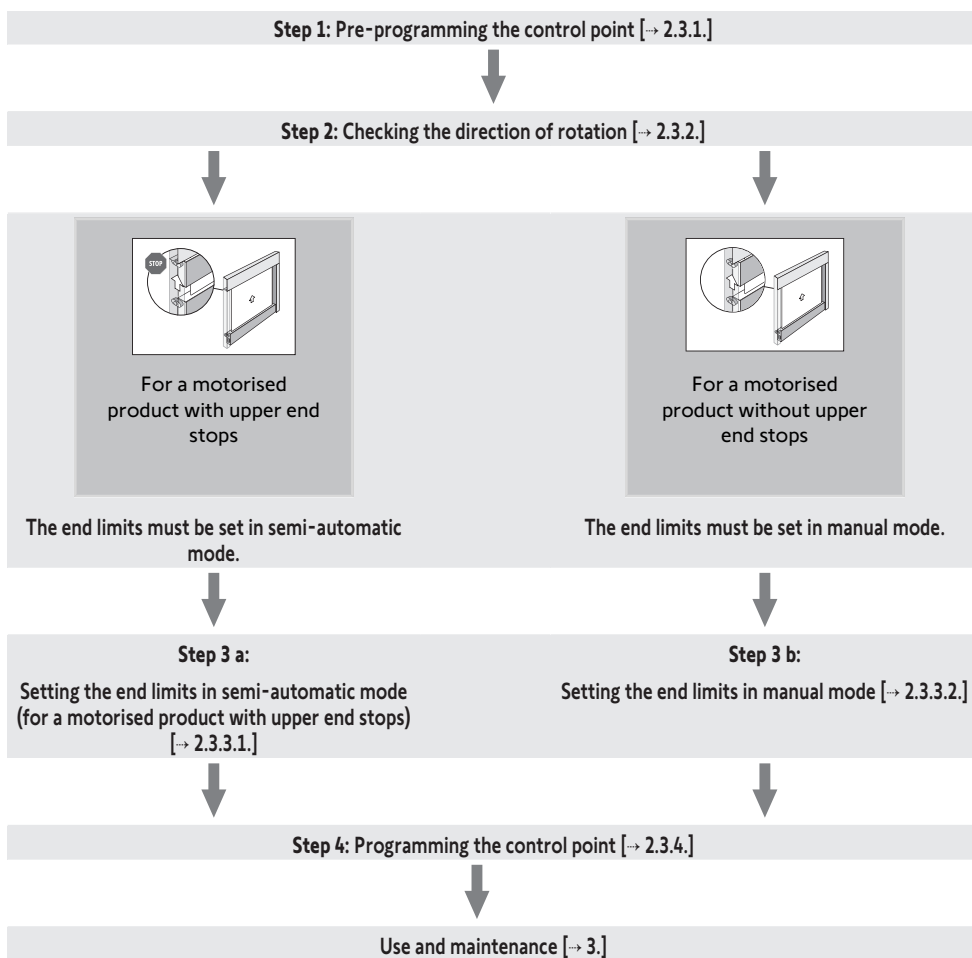 Step 1: Pre-programming the control point [⇢ 2.3.1.]
Step 2: Checking the direction of rotation [⇢ 2.3.2.]
STOP
For a motorised
product with upper end
stops
The end limits must be set in semi-automatic
mode.
For a motorised
product without upper
end stops
The end limits must be set in manual mode.
Step 3 a:
Setting the end limits in semi-automatic mode
(for a motorised product with upper end stops)
[⇢ 2.3.3.1.]
Step 3 b:
Setting the end limits in manual mode [⇢ 2.3.3.2.]
Step 4: Programming the control point [⇢ 2.3.4.]
Use and maintenance [⇢ 3.]